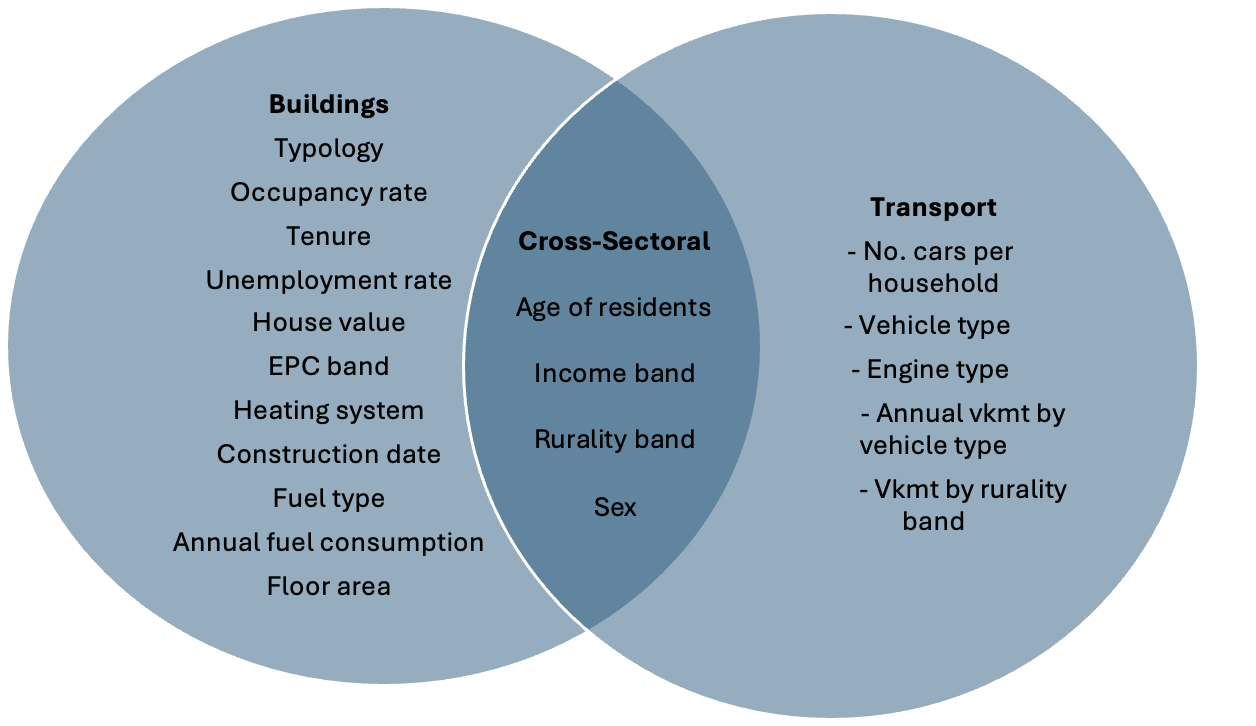 Buildings
Typology
Occupancy rate
Tenure
Unemployment rate
House value
EPC band
Heating system
Construction date
Fuel type
Annual fuel consumption
Floor area
Cross-Sectoral
Age of residents
Income band
Rurality band
Sex
Transport
- No. cars per
household
- Vehicle type
- Engine type
- Annual vkmt by
vehicle type
- Vkmt by rurality
band